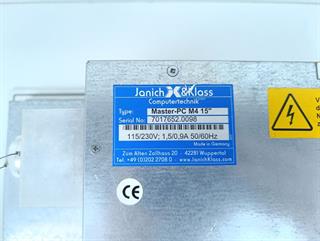 Janich & Klass
Computertechnik
Type: Master-PC M4 15"
Serial No: 7017652.0098
115/230V; 1,5/0,9A 50/60Hz
Made in Germany
Zum Alten Zollhaus 20 · 42281 Wuppertal
Tel. +49 (0)202 2708 0 www.JanichKlass.com
CE